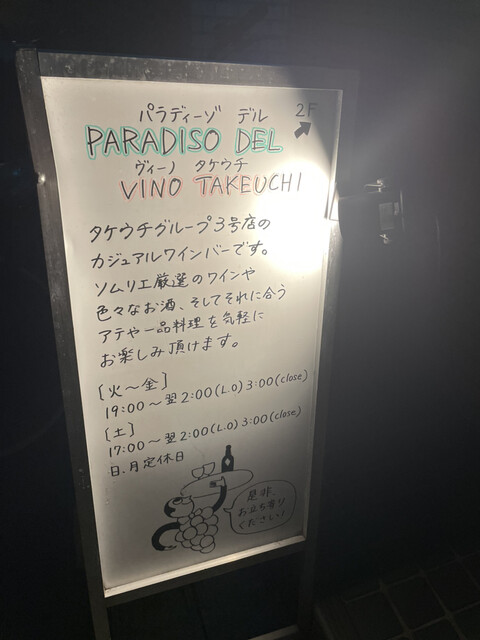 パラディーゾ デル
2F
PARADISO DEL
ヴィーノ タケウチ
VINO TAKEUCHI
タケウチグループ3号店の
カジュアルワインバーです。
ソムリエ厳選のワインや
色々なお酒、そしてそれに合う
アテや一品料理を気軽に
お楽しみ頂けます。
[火〜金]
19:00〜翌2:00(L.O) 3:00(close)
[土]
17:00〜翌2:00(L.O) 3:00(close)
日、月定休日
是非、
お立ち寄り
ください!